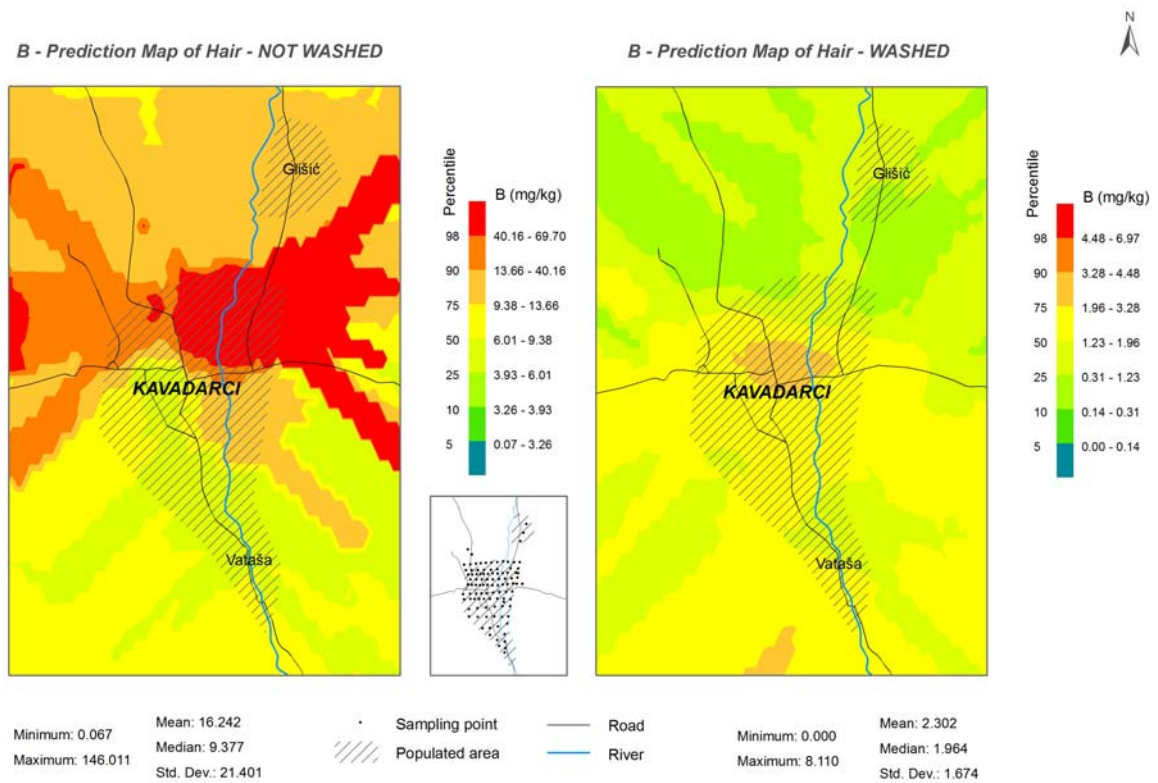 N
B - Prediction Map of Hair - NOT WASHED
B - Prediction Map of Hair - WASHED
Glišić
KAVADARCI
Vataša
Percentile
B (mg/kg)
98
40.16 - 69.70
90
13.66 - 40.16
75
9.38 - 13.66
50
6.01 - 9.38
25
3.93 - 6.01
10
3.26 - 3.93
5
0.07 - 3.26
Glišić
KAVADARCI
Vataša
Percentile
B (mg/kg)
98
4.48 - 6.97
90
3.28 - 4.48
75
1.96 - 3.28
50
1.23 - 1.96
25
0.31 - 1.23
10
0.14 - 0.31
5
0.00 - 0.14
Minimum: 0.067
Maximum: 146.011
Mean: 16.242
Median: 9.377
Std. Dev.: 21.401
Sampling point
Populated area
Road
River
Minimum: 0.000
Maximum: 8.110
Mean: 2.302
Median: 1.964
Std. Dev.: 1.674